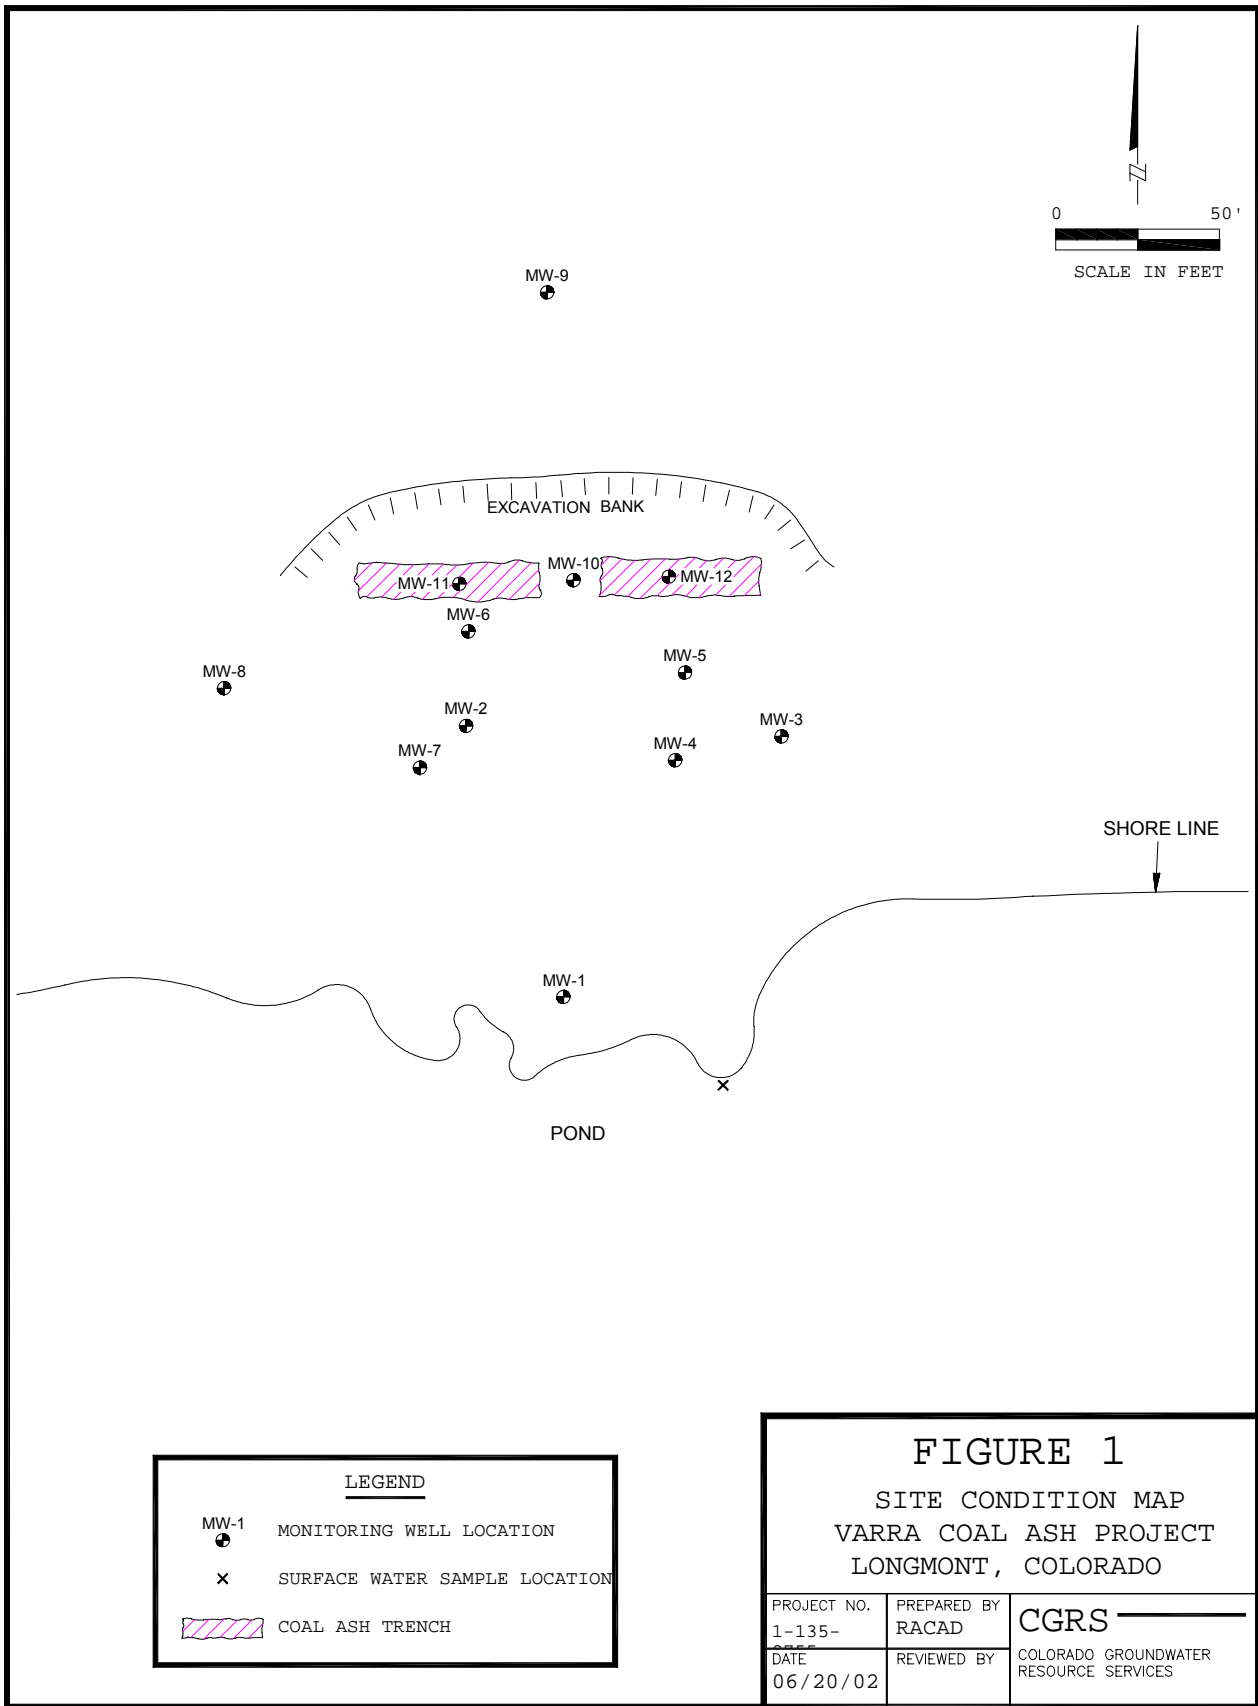 N
0 50'
SCALE IN FEET
MW-9
EXCAVATION BANK
MW-10
MW-11
MW-12
MW-6
MW-5
MW-8
MW-2
MW-3
MW-4
MW-7
SHORE LINE
MW-1
POND
LEGEND
MW-1
MONITORING WELL LOCATION
SURFACE WATER SAMPLE LOCATION
COAL ASH TRENCH
FIGURE 1
SITE CONDITION MAP
VARRA COAL ASH PROJECT
LONGMONT, COLORADO
PROJECT NO.
1-135-
PREPARED BY
RACAD
DATE
06/20/02
REVIEWED BY
CGRS
COLORADO GROUNDWATER
RESOURCE SERVICES